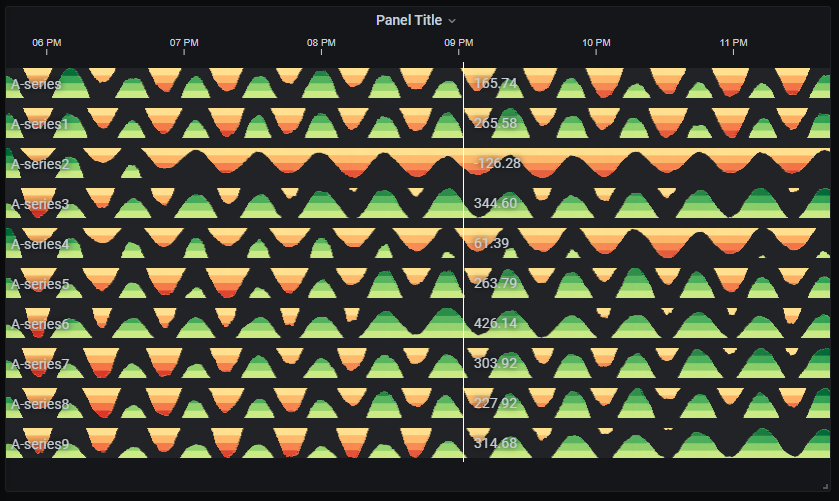 Panel Title
06 PM 07 PM 08 PM 09 PM 10 PM 11 PM
A-series 165.74
A-series1 265.58
A-series2 -126.28
A-series3 344.60
A-series4 61.39
A-series5 263.79
A-series6 426.14
A-series7 303.92
A-series8 227.92
A-series9 314.68